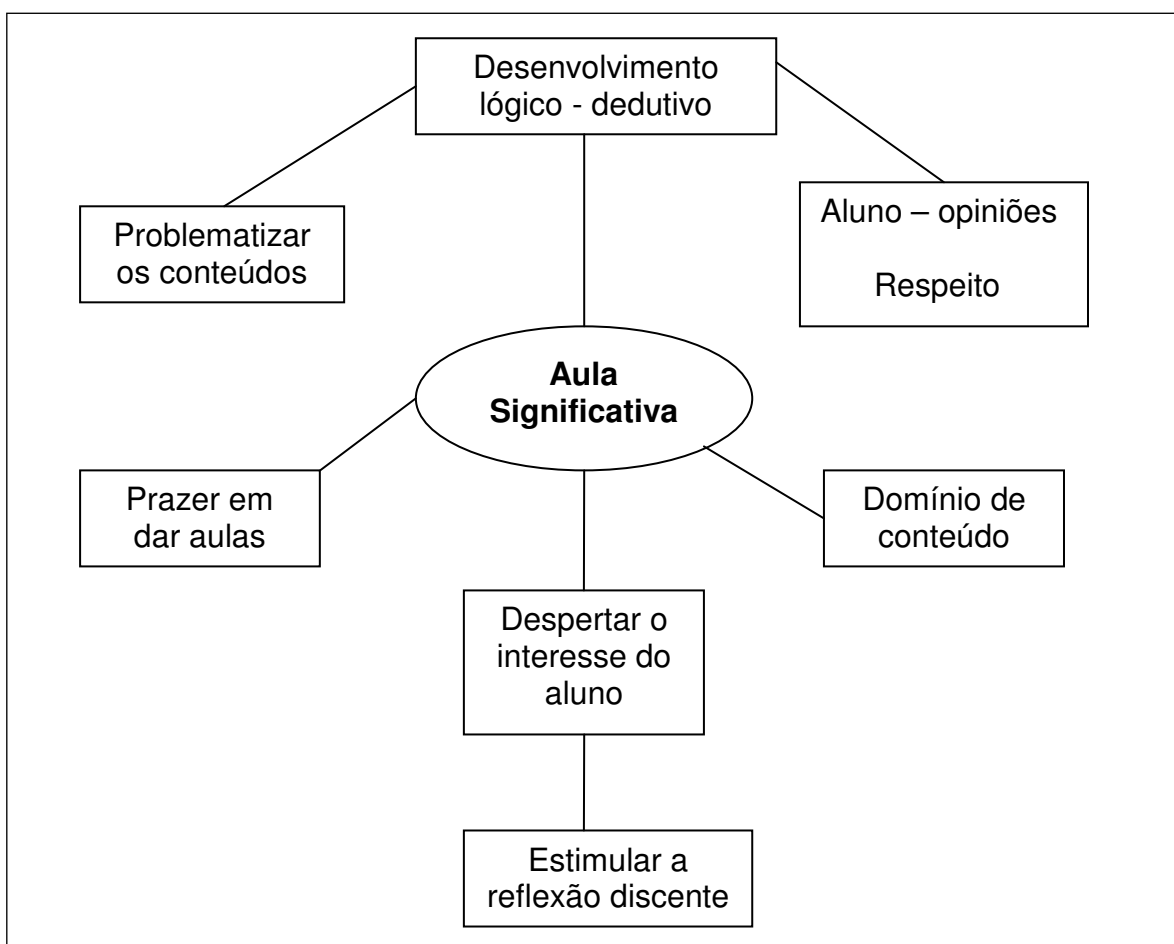 Desenvolvimento
lógico - dedutivo
Problematizar
os conteúdos
Aluno – opiniões
Respeito
Aula
Significativa
Prazer em
dar aulas
Domínio de
conteúdo
Despertar o
interesse do
aluno
Estimular a
reflexão discente